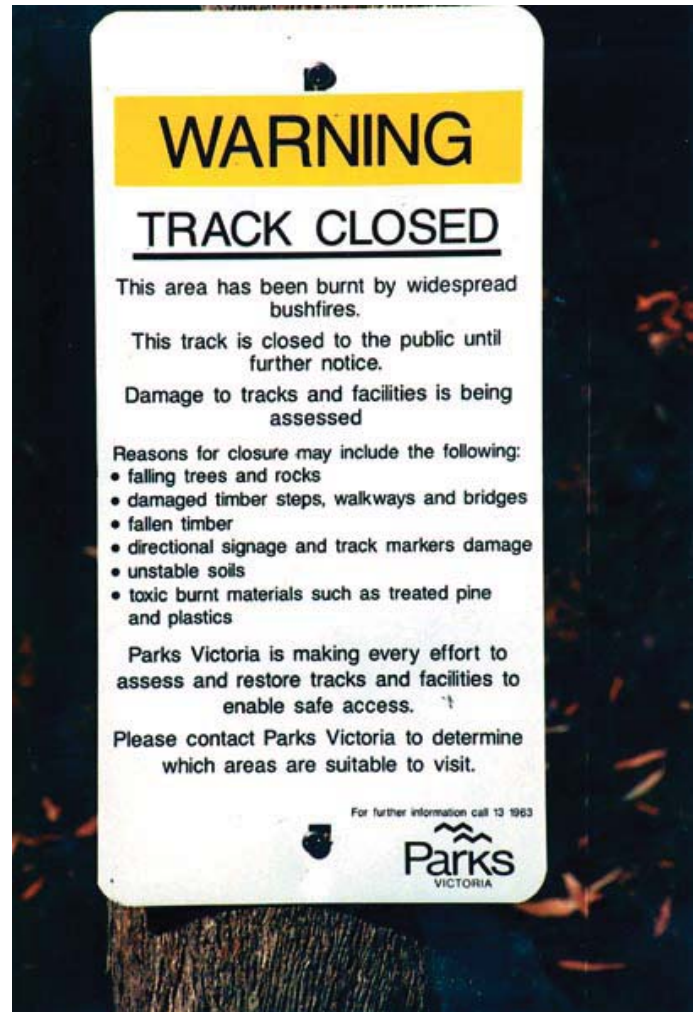 WARNING
TRACK CLOSED
This area has been burnt by widespread
bushfires.
This track is closed to the public until
further notice.
Damage to tracks and facilities is being
assessed
Reasons for closure may include the following:
• falling trees and rocks
• damaged timber steps, walkways and bridges
• fallen timber
• directional signage and track markers damage
• unstable soils
• toxic burnt materials such as treated pine
and plastics
Parks Victoria is making every effort to
assess and restore tracks and facilities to
enable safe access.
Please contact Parks Victoria to determine
which areas are suitable to visit.
For further information call 13 1963
Parks
VICTORIA